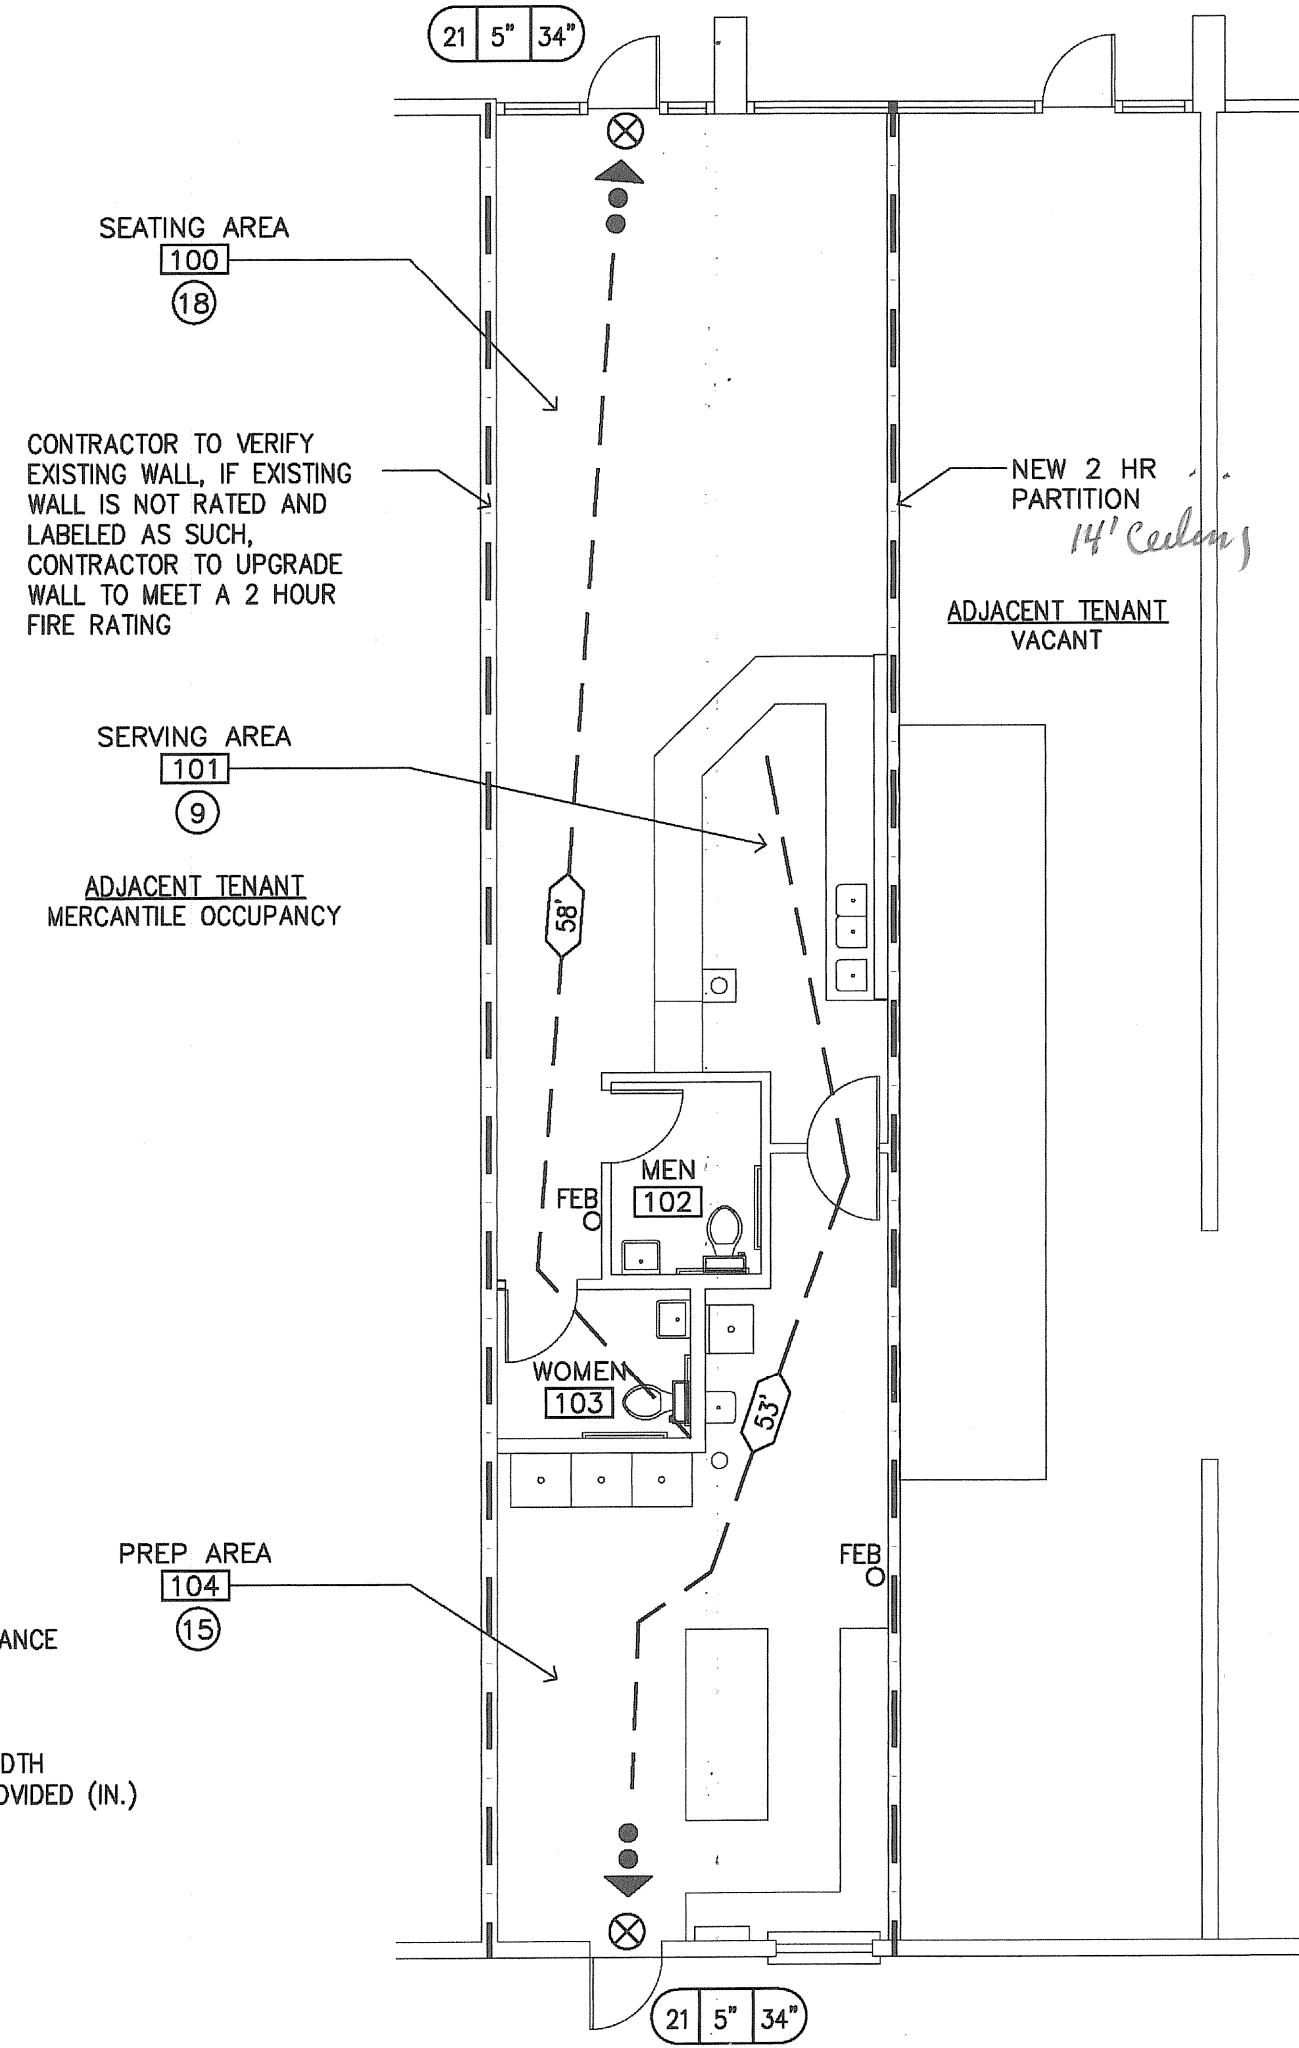 21 5" 34"
SEATING AREA
100
18
CONTRACTOR TO VERIFY
EXISTING WALL, IF EXISTING
WALL IS NOT RATED AND
LABELED AS SUCH,
CONTRACTOR TO UPGRADE
WALL TO MEET A 2 HOUR
FIRE RATING
NEW 2 HR
PARTITION
14' Ceiling
ADJACENT TENANT
VACANT
SERVING AREA
101
9
ADJACENT TENANT
MERCANTILE OCCUPANCY
58'
MEN
102
FEB
WOMEN
103
53'
FEB
PREP AREA
104
15
ANCE
DTH
OVIDED (IN.)
21 5" 34"